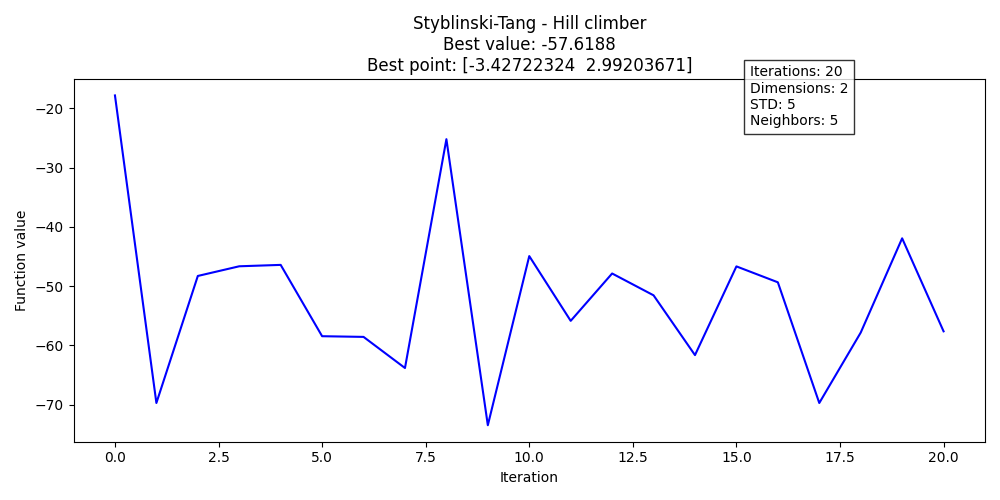 Styblinski-Tang - Hill climber
Best value: -57.6188
Best point: [-3.42722324  2.99203671]
Iterations: 20
Dimensions: 2
STD: 5
Neighbors: 5
Function value
−20
−30
−40
−50
−60
−70
0.0
2.5
5.0
7.5
10.0
12.5
15.0
17.5
20.0
Iteration